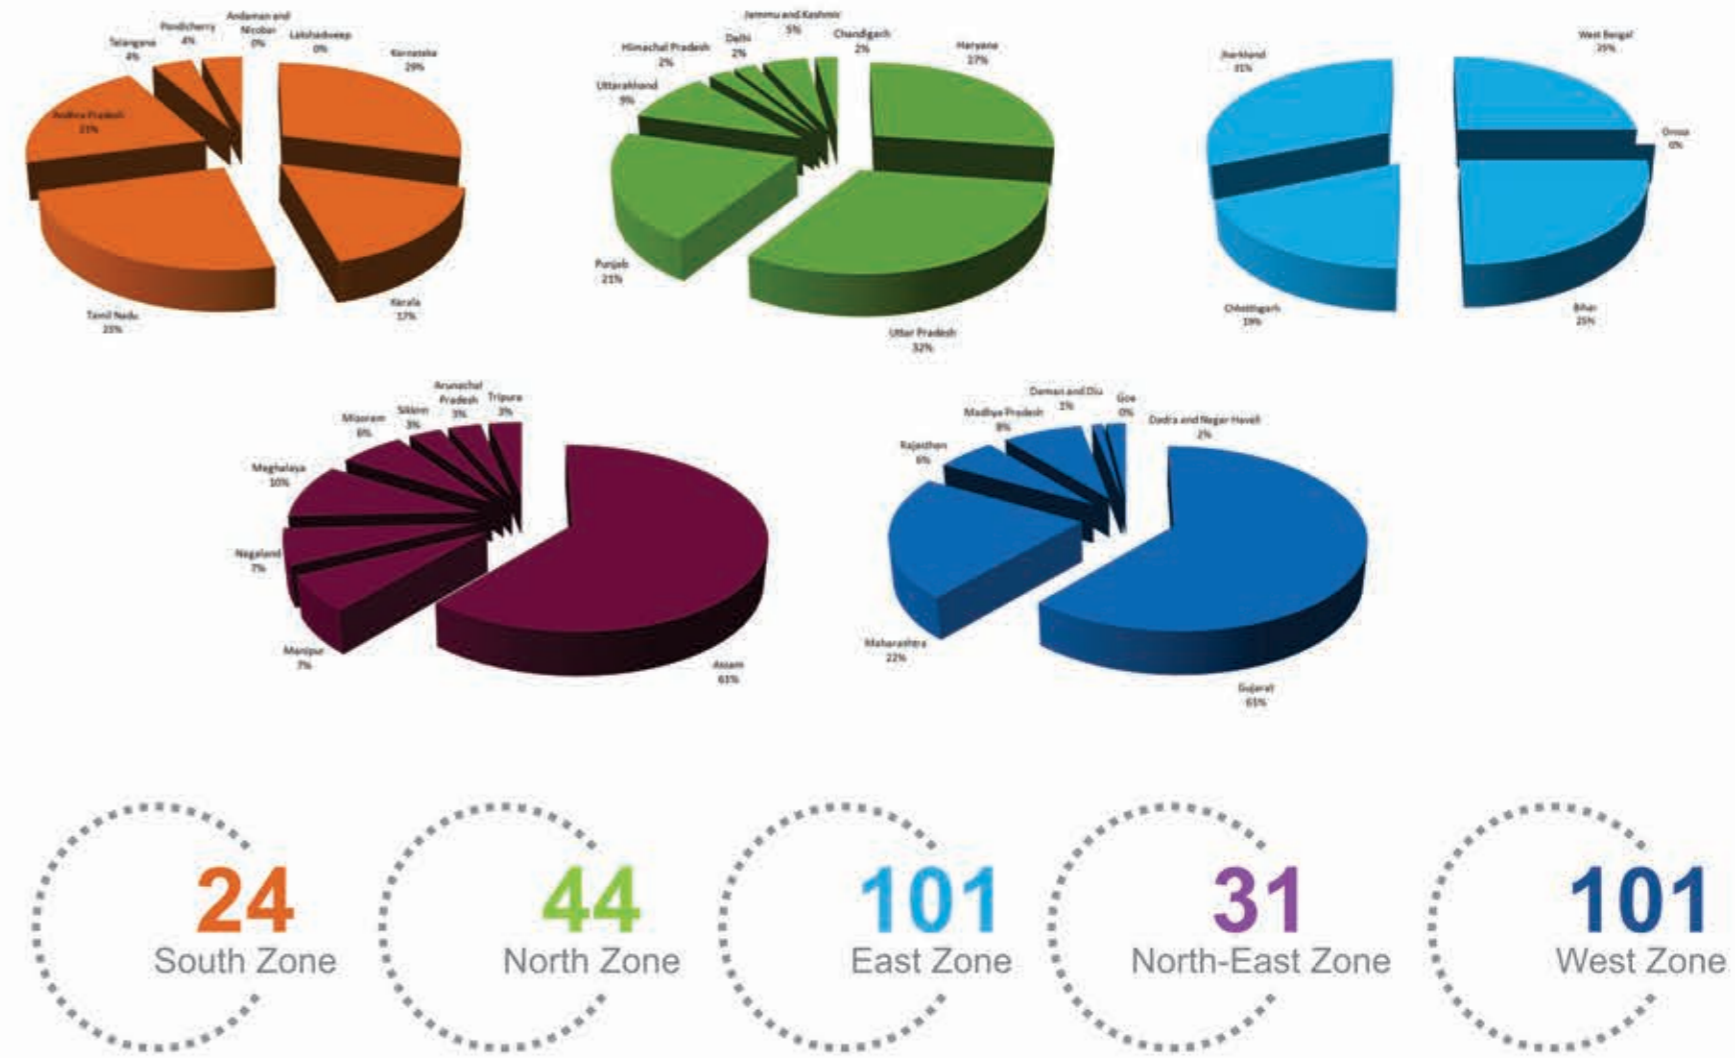 Andaman and
Nicobar
0%
Lakshadweep
0%
Pondicherry
4%
Telangana
4%
Karnataka
29%
Andhra Pradesh
21%
Tamil Nadu
25%
Kerala
17%
Jammu and Kashmir
5%
Chandigarh
2%
Delhi
2%
Himachal Pradesh
2%
Haryana
27%
Uttarakhand
9%
Punjab
21%
Uttar Pradesh
32%
West Bengal
25%
Jharkhand
31%
Orissa
0%
Chhattisgarh
19%
Bihar
25%
Arunachal
Pradesh
3%
Tripura
3%
Sikkim
3%
Mizoram
6%
Meghalaya
10%
Nagaland
7%
Manipur
7%
Assam
61%
Daman and Diu
1%
Goa
0%
Madhya Pradesh
8%
Dadra and Nagar Haveli
2%
Rajasthan
6%
Maharashtra
22%
Gujarat
61%
24
South Zone
44
North Zone
101
East Zone
31
North-East Zone
101
West Zone